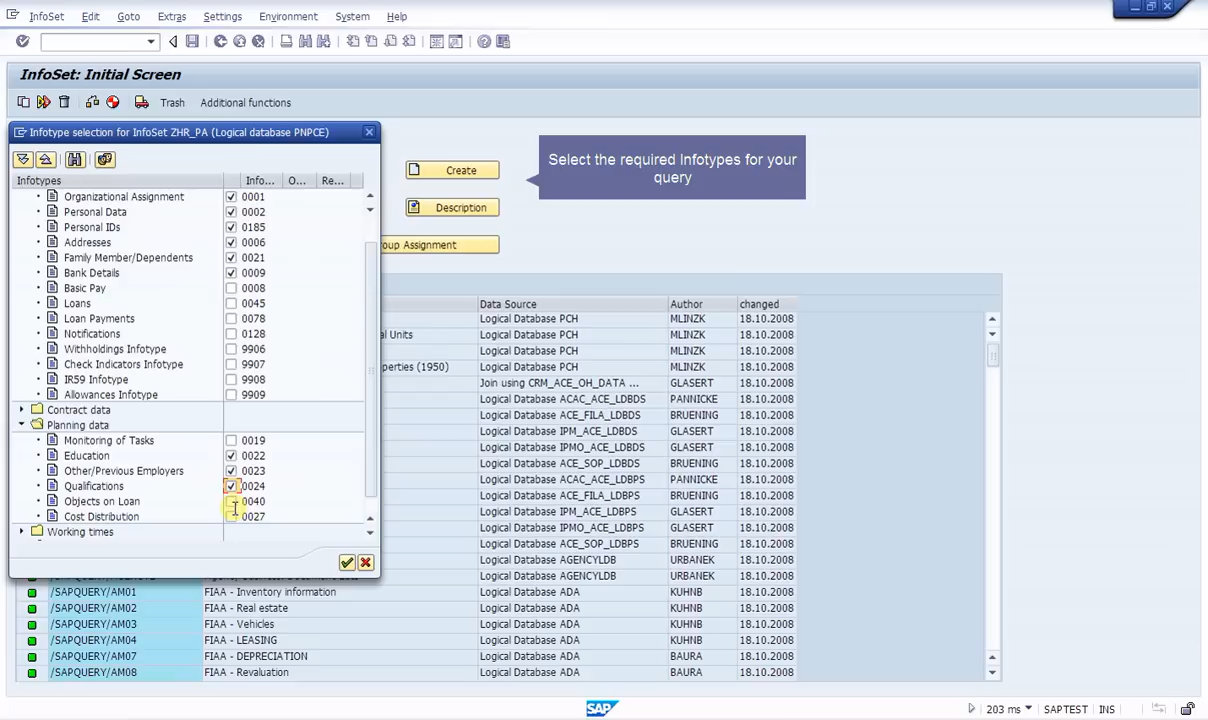 InfoSet Edit Goto Extras Settings Environment System Help
InfoSet: Initial Screen
Trash Additional functions
Infotype selection for InfoSet ZHR_PA (Logical database PNPCE)
Select the required Infotypes for your
query
Create
Description
roup Assignment
Infotypes Info... O... Re...
Organizational Assignment 0001
Personal Data 0002
Personal IDs 0185
Addresses 0006
Family Member/Dependents 0021
Bank Details 0009
Basic Pay 0008
Loans 0045
Loan Payments 0078
Notifications 0128
Withholdings Infotype 9906
Check Indicators Infotype 9907
IR59 Infotype 9908
Allowances Infotype 9909
Contract data
Planning data
Monitoring of Tasks 0019
Education 0022
Other/Previous Employers 0023
Qualifications 0024
Objects on Loan 0040
Cost Distribution 0027
Working times
Data Source Author changed
Logical Database PCH MLINZK 18.10.2008
al Units Logical Database PCH MLINZK 18.10.2008
Logical Database PCH MLINZK 18.10.2008
perties (1950) Logical Database PCH MLINZK 18.10.2008
Join using CRM_ACE_OH_DATA ... GLASERT 18.10.2008
Logical Database ACAC_ACE_LDBDS PANNICKE 18.10.2008
Logical Database ACE_FILA_LDBDS BRUENING 18.10.2008
Logical Database IPM_ACE_LDBDS GLASERT 18.10.2008
Logical Database IPMO_ACE_LDBDS GLASERT 18.10.2008
Logical Database ACE_SOP_LDBDS BRUENING 18.10.2008
Logical Database ACAC_ACE_LDBPS PANNICKE 18.10.2008
Logical Database ACE_FILA_LDBPS BRUENING 18.10.2008
Logical Database IPM_ACE_LDBPS GLASERT 18.10.2008
Logical Database IPMO_ACE_LDBPS GLASERT 18.10.2008
Logical Database ACE_SOP_LDBPS BRUENING 18.10.2008
Logical Database AGENCYLDB URBANEK 18.10.2008
Logical Database AGENCYLDB URBANEK 18.10.2008
/SAPQUERY/AM01 FIAA - Inventory information Logical Database ADA KUHNB 18.10.2008
/SAPQUERY/AM02 FIAA - Real estate Logical Database ADA KUHNB 18.10.2008
/SAPQUERY/AM03 FIAA - Vehicles Logical Database ADA KUHNB 18.10.2008
/SAPQUERY/AM04 FIAA - LEASING Logical Database ADA KUHNB 18.10.2008
/SAPQUERY/AM07 FIAA - DEPRECIATION Logical Database ADA BAURA 18.10.2008
/SAPQUERY/AM08 FIAA - Revaluation Logical Database ADA BAURA 18.10.2008
SAP 203 ms SAPTEST INS